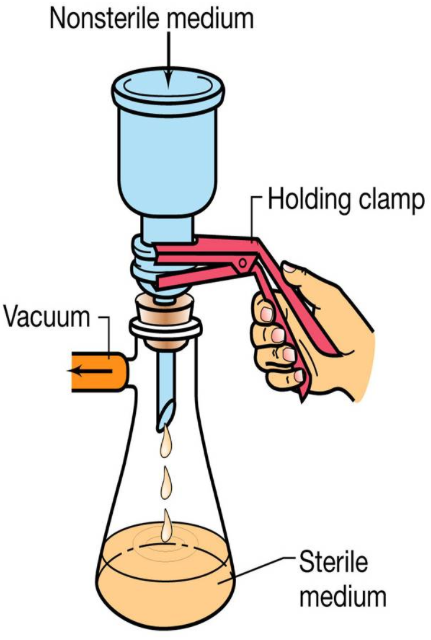 Nonsterile medium
Holding clamp
Vacuum
Sterile
medium